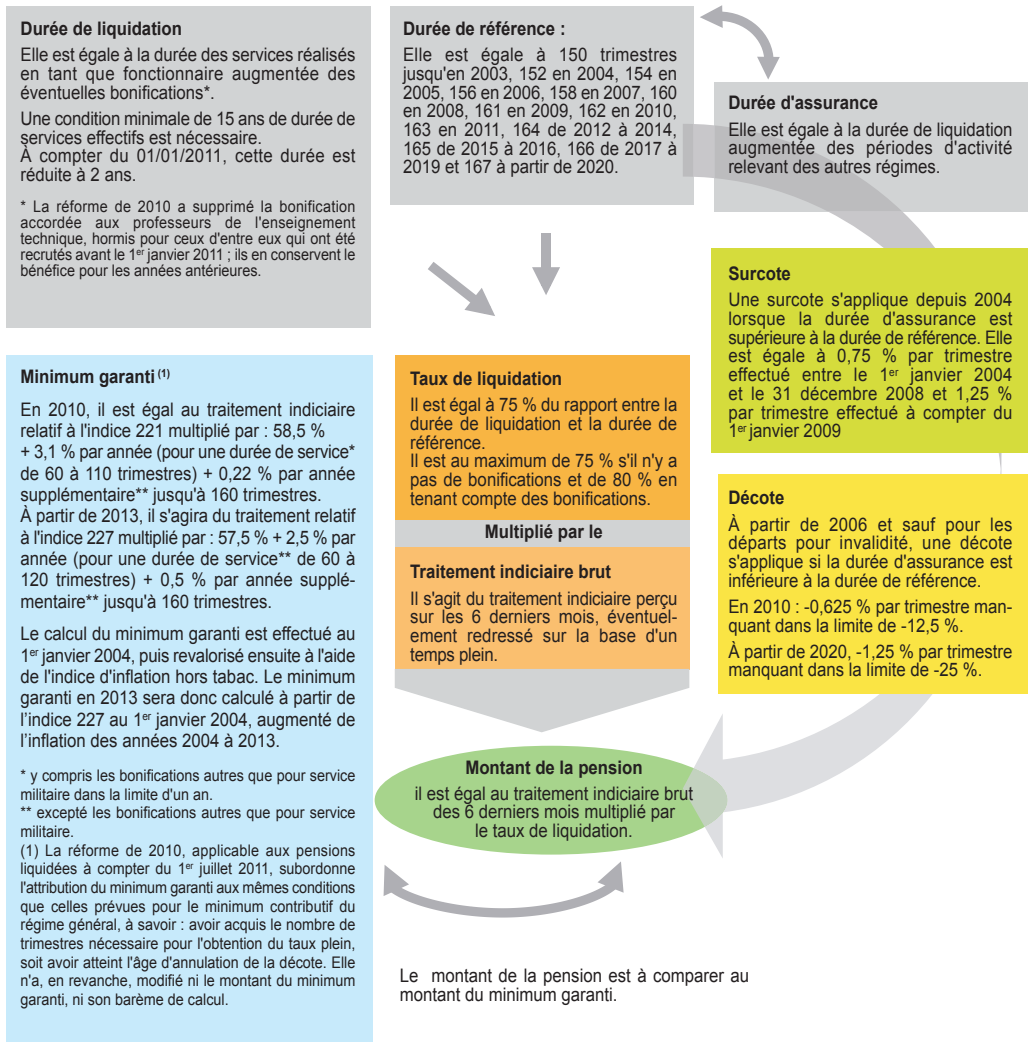 Durée de liquidation
Elle est égale à la durée des services réalisés
en tant que fonctionnaire augmentée des
éventuelles bonifications*.
Une condition minimale de 15 ans de durée de
services effectifs est nécessaire.
À compter du 01/01/2011, cette durée est
réduite à 2 ans.
* La réforme de 2010 a supprimé la bonification
accordée aux professeurs de l'enseignement
technique, hormis pour ceux d'entre eux qui ont été
recrutés avant le 1er janvier 2011 ; ils en conservent le
bénéfice pour les années antérieures.
Durée de référence :
Elle est égale à 150 trimestres
jusqu'en 2003, 152 en 2004, 154 en
2005, 156 en 2006, 158 en 2007, 160
en 2008, 161 en 2009, 162 en 2010,
163 en 2011, 164 de 2012 à 2014,
165 de 2015 à 2016, 166 de 2017 à
2019 et 167 à partir de 2020.
Durée d'assurance
Elle est égale à la durée de liquidation
augmentée des périodes d'activité
relevant des autres régimes.
Surcote
Une surcote s'applique depuis 2004
lorsque la durée d'assurance est
supérieure à la durée de référence. Elle
est égale à 0,75 % par trimestre
effectué entre le 1er janvier 2004
et le 31 décembre 2008 et 1,25 %
par trimestre effectué à compter du
1er janvier 2009
Minimum garanti (1)
En 2010, il est égal au traitement indiciaire
relatif à l'indice 221 multiplié par : 58,5 %
+ 3,1 % par année (pour une durée de service*
de 60 à 110 trimestres) + 0,22 % par année
supplémentaire** jusqu'à 160 trimestres.
À partir de 2013, il s'agira du traitement relatif
à l'indice 227 multiplié par : 57,5 % + 2,5 % par
année (pour une durée de service** de 60 à
120 trimestres) + 0,5 % par année supplé-
mentaire** jusqu'à 160 trimestres.
Le calcul du minimum garanti est effectué au
1er janvier 2004, puis revalorisé ensuite à l'aide
de l'indice d'inflation hors tabac. Le minimum
garanti en 2013 sera donc calculé à partir de
l'indice 227 au 1er janvier 2004, augmenté de
l'inflation des années 2004 à 2013.
* y compris les bonifications autres que pour service
militaire dans la limite d'un an.
** excepté les bonifications autres que pour service
militaire.
(1) La réforme de 2010, applicable aux pensions
liquidées à compter du 1er juillet 2011, subordonne
l'attribution du minimum garanti aux mêmes conditions
que celles prévues pour le minimum contributif du
régime général, à savoir : avoir acquis le nombre de
trimestres nécessaire pour l'obtention du taux plein,
soit avoir atteint l'âge d'annulation de la décote. Elle
n'a, en revanche, modifié ni le montant du minimum
garanti, ni son barème de calcul.
Taux de liquidation
Il est égal à 75 % du rapport entre la
durée de liquidation et la durée de
référence.
Il est au maximum de 75 % s'il n'y a
pas de bonifications et de 80 % en
tenant compte des bonifications.
Multiplié par le
Traitement indiciaire brut
Il s'agit du traitement indiciaire perçu
sur les 6 derniers mois, éventuel-
lement redressé sur la base d'un
temps plein.
Décote
À partir de 2006 et sauf pour les
départs pour invalidité, une décote
s'applique si la durée d'assurance est
inférieure à la durée de référence.
En 2010 : -0,625 % par trimestre man-
quant dans la limite de -12,5 %.
À partir de 2020, -1,25 % par trimestre
manquant dans la limite de -25 %.
Montant de la pension
il est égal au traitement indiciaire brut
des 6 derniers mois multiplié par
le taux de liquidation.
Le montant de la pension est à comparer au
montant du minimum garanti.